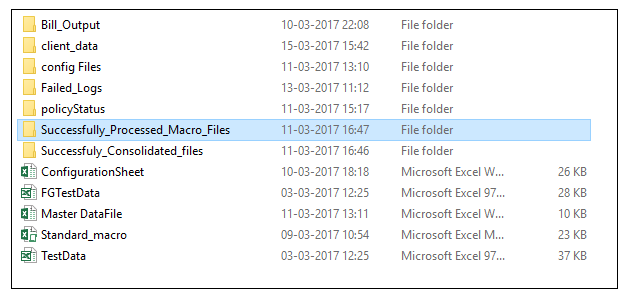 Bill_Output 10-03-2017 22:08 File folder
client_data 15-03-2017 15:42 File folder
config Files 11-03-2017 13:10 File folder
Failed_Logs 13-03-2017 11:12 File folder
policyStatus 11-03-2017 15:17 File folder
Successfully_Processed_Macro_Files 11-03-2017 16:47 File folder
Successfuly_Consolidated_files 11-03-2017 16:46 File folder
ConfigurationSheet 10-03-2017 18:18 Microsoft Excel W... 26 KB
FGTestData 03-03-2017 12:25 Microsoft Excel 97... 28 KB
Master DataFile 11-03-2017 13:11 Microsoft Excel W... 10 KB
Standard_macro 09-03-2017 10:54 Microsoft Excel M... 23 KB
TestData 03-03-2017 12:25 Microsoft Excel 97... 37 KB